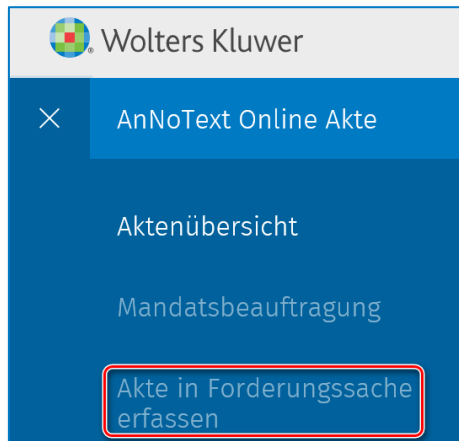 Wolters Kluwer
AnNoText Online Akte
Aktenübersicht
Mandatsbeauftragung
Akte in Forderungssache
erfassen